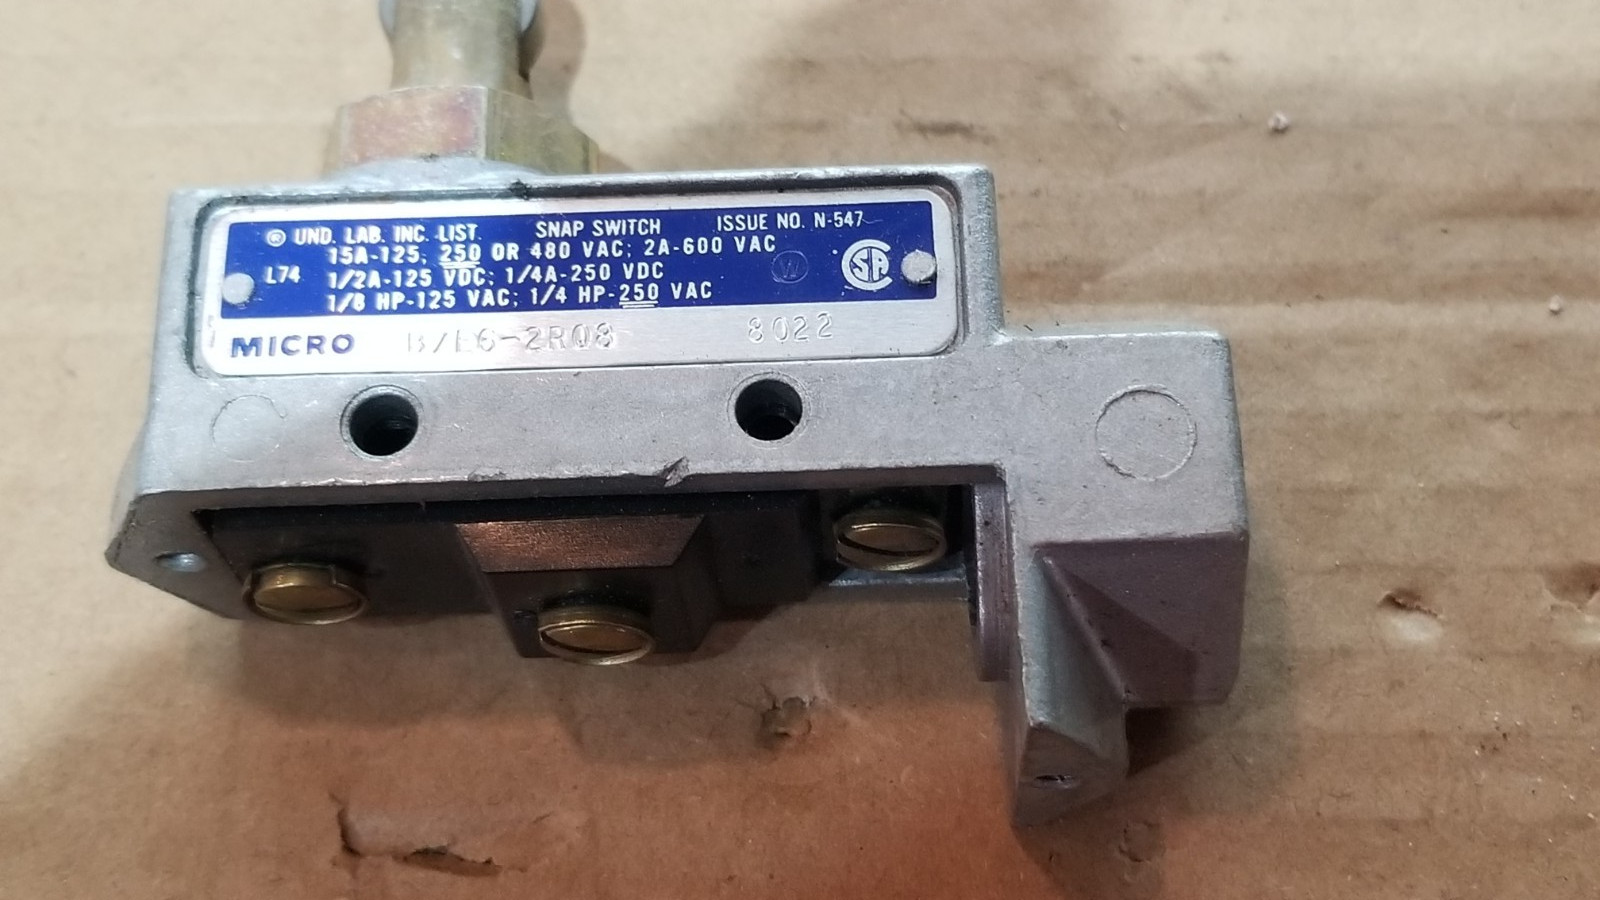 ® UND. LAB. INC. LIST. SNAP SWITCH ISSUE NO. N-547
15A-125, 250 OR 480 VAC; 2A-600 VAC
L74 1/2A-125 VDC; 1/4A-250 VDC W CSA
1/8 HP-125 VAC; 1/4 HP-250 VAC
MICRO 8022